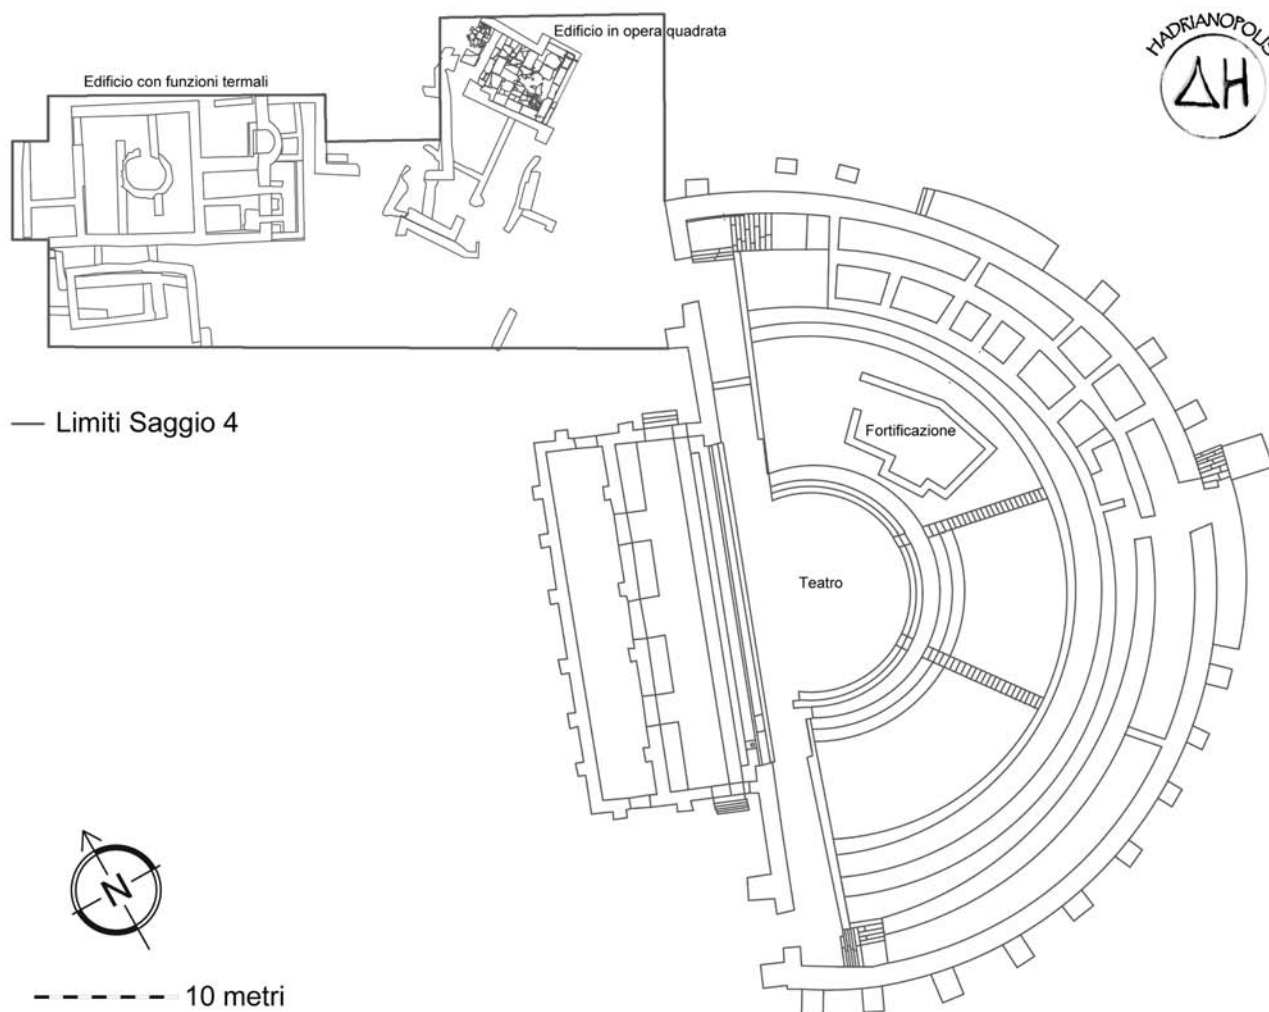 HADRIANOPOLIS
ΔH
Edificio in opera quadrata
Edificio con funzioni termali
Limiti Saggio 4
Fortificazione
Teatro
N
10 metri